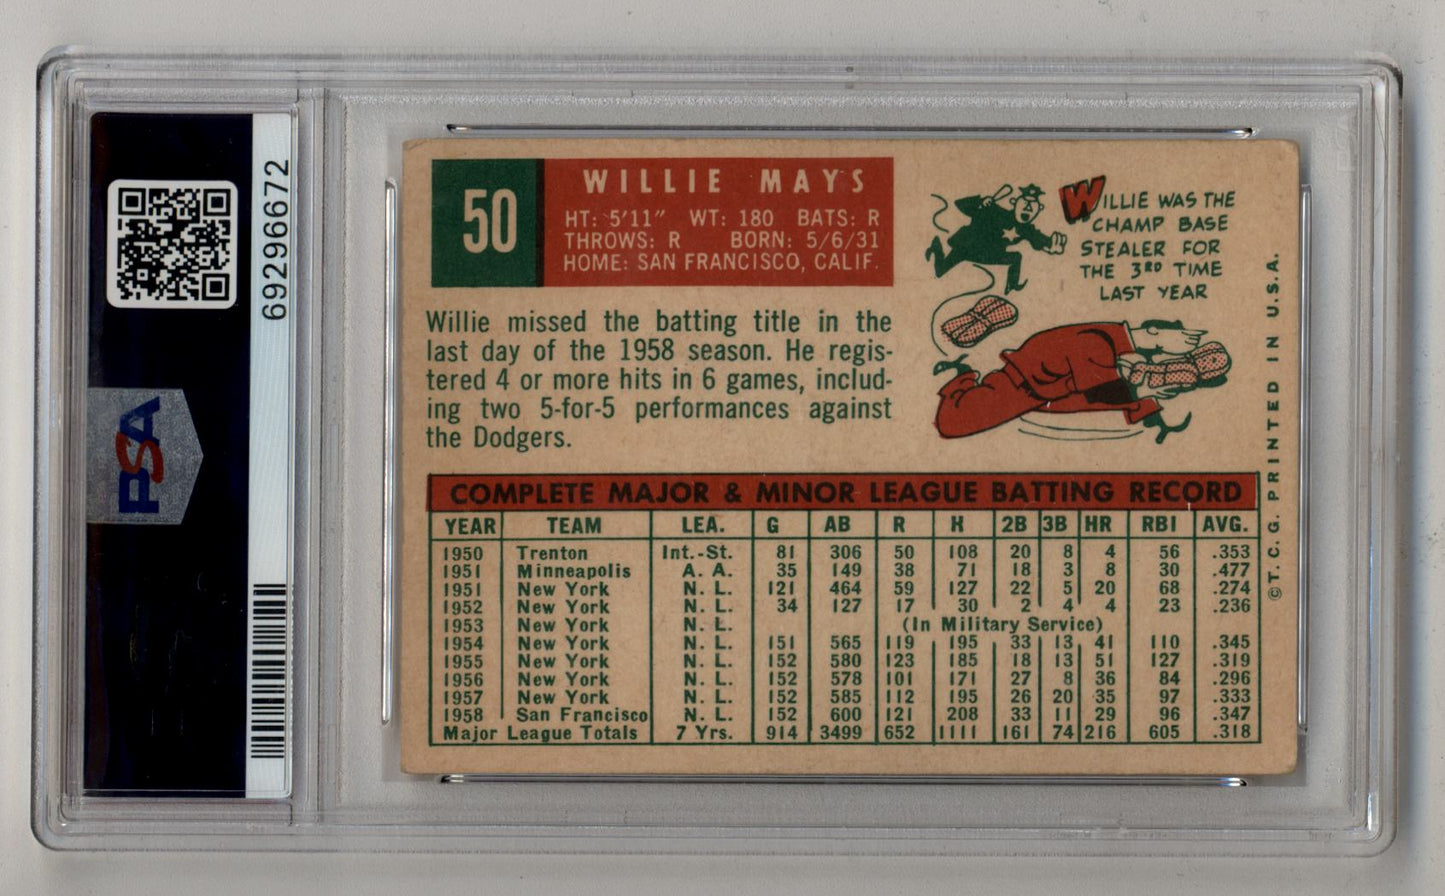 69296672
PSA
50
WILLIE MAYS
HT: 5'11" WT: 180 BATS: R
THROWS: R BORN: 5/6/31
HOME: SAN FRANCISCO, CALIF.
WILLIE WAS THE
CHAMP BASE
STEALER FOR
THE 3RD TIME
LAST YEAR
Willie missed the batting title in the
last day of the 1958 season. He regis-
tered 4 or more hits in 6 games, includ-
ing two 5-for-5 performances against
the Dodgers.
COMPLETE MAJOR & MINOR LEAGUE BATTING RECORD
YEAR TEAM LEA. G AB R H 2B 3B HR RBI AVG.
1950 Trenton Int.-St. 81 306 50 108 20 8 4 56 .353
1951 Minneapolis A. A. 35 149 38 71 18 3 8 30 .477
1951 New York N. L. 121 464 59 127 22 5 20 68 .274
1952 New York N. L. 34 127 17 30 2 4 4 23 .236
1953 New York N. L. (In Military Service)
1954 New York N. L. 151 565 119 195 33 13 41 110 .345
1955 New York N. L. 152 580 123 185 18 13 51 127 .319
1956 New York N. L. 152 578 101 171 27 8 36 84 .296
1957 New York N. L. 152 585 112 195 26 20 35 97 .333
1958 San Francisco N. L. 152 600 121 208 33 11 29 96 .347
Major League Totals 7 Yrs. 914 3499 652 1111 161 74 216 605 .318
©T. C. G. PRINTED IN U.S.A.